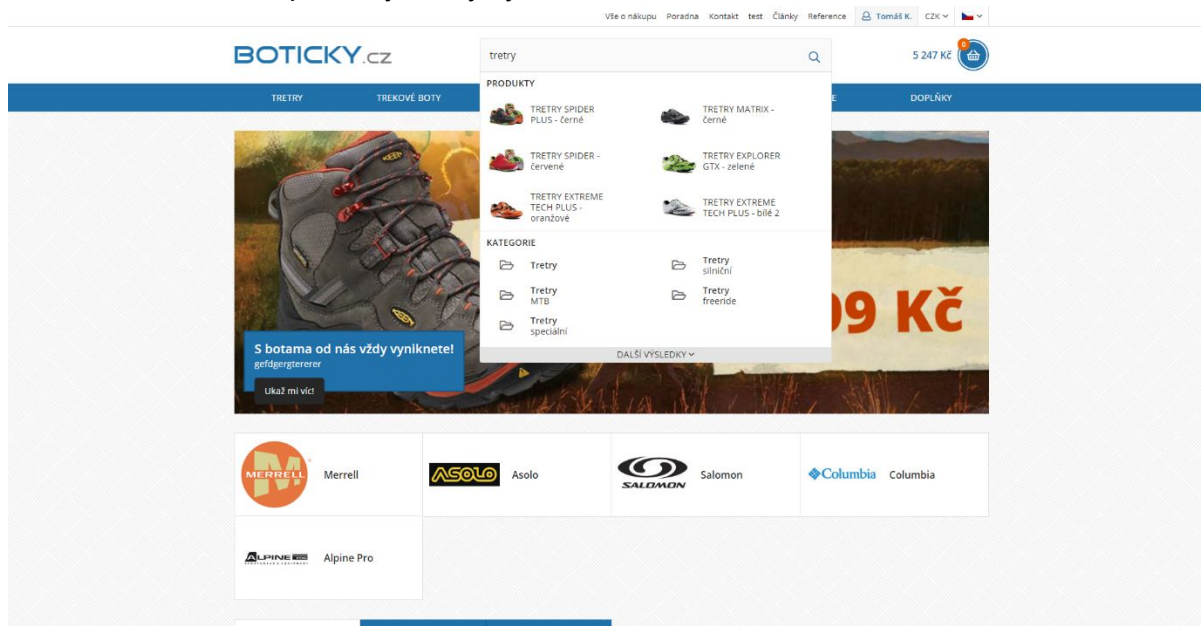 Vše o nákupu Poradna Kontakt test Články Reference Tomáš K. CZK
BOTICKY.cz
tretry
5 247 Kč
0
TRETRY TREKOVÉ BOTY DOPLŇKY
PRODUKTY
TRETRY SPIDER
PLUS - černé
TRETRY MATRIX -
černé
TRETRY SPIDER -
červené
TRETRY EXPLORER
GTX - zelené
TRETRY EXTREME
TECH PLUS -
oranžové
TRETRY EXTREME
TECH PLUS - bílé 2
KATEGORIE
Tretry
Tretry
silniční
Tretry
MTB
Tretry
freeride
Tretry
speciální
DALŠÍ VÝSLEDKY
9 Kč
KEEN
S botama od nás vždy vyniknete!
gefdgergtererer
Ukaž mi víc!
MERRELL
Merrell
ASOLO
Asolo
SALOMON
Salomon
Columbia
Columbia
ALPINE PRO
Alpine Pro